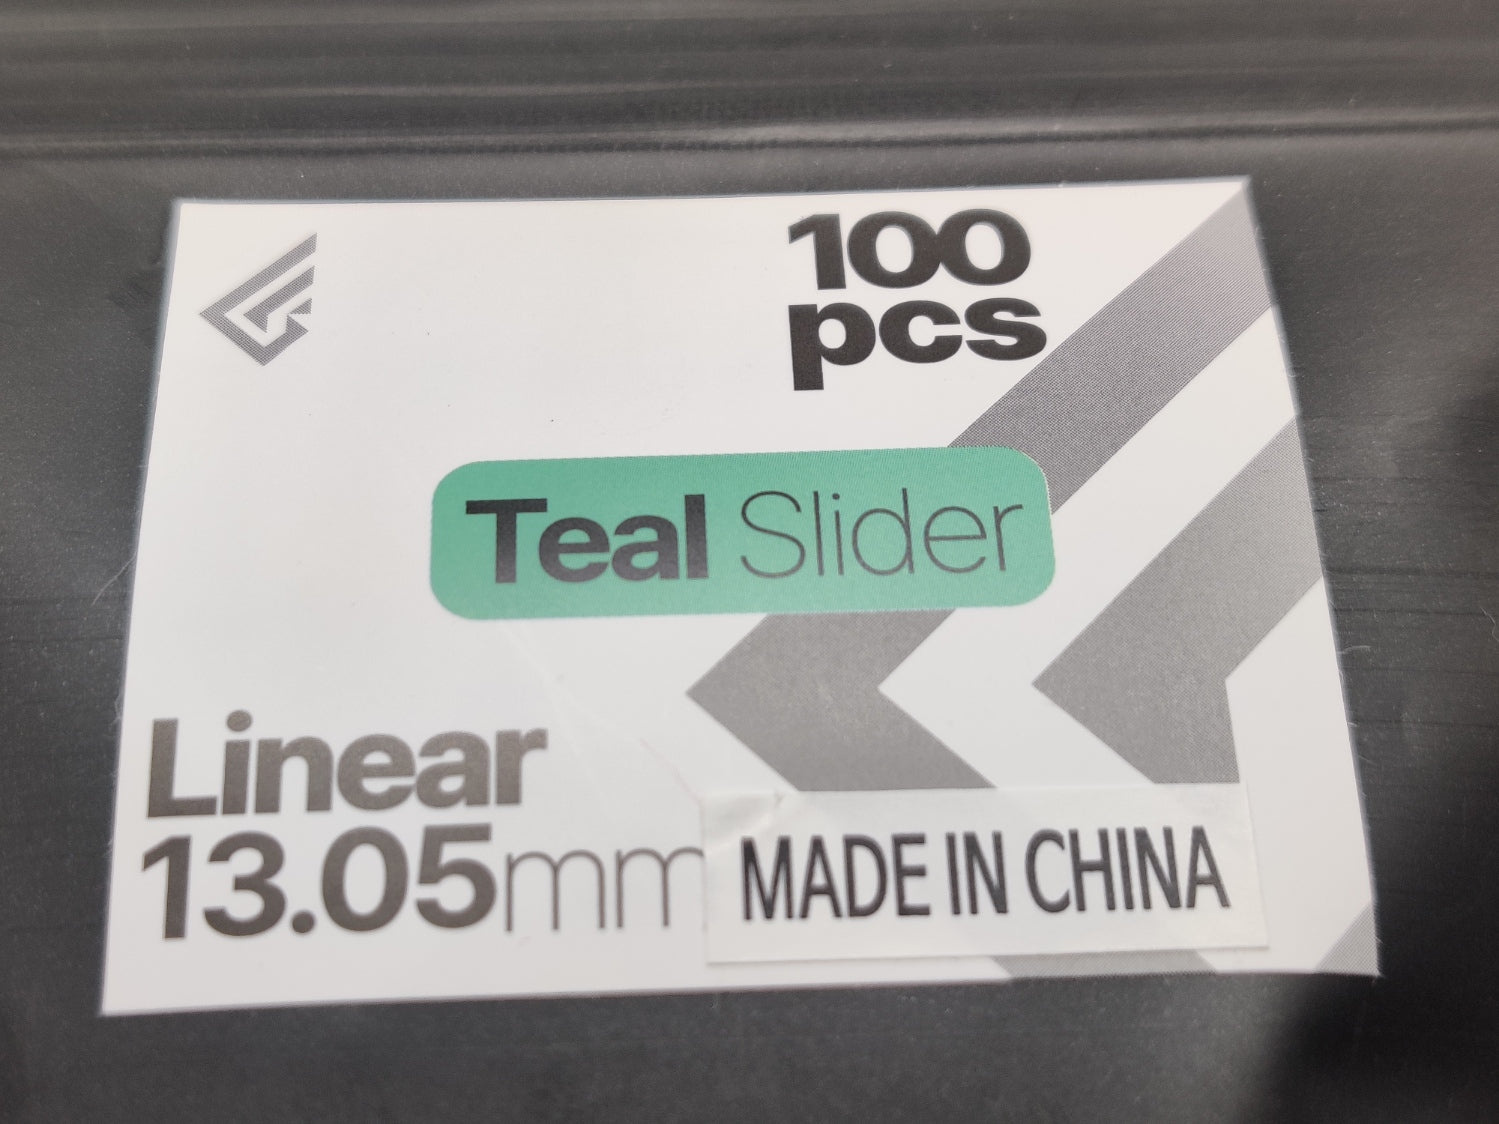 100
pcs
Teal Slider
Linear
13.05mm
MADE IN CHINA